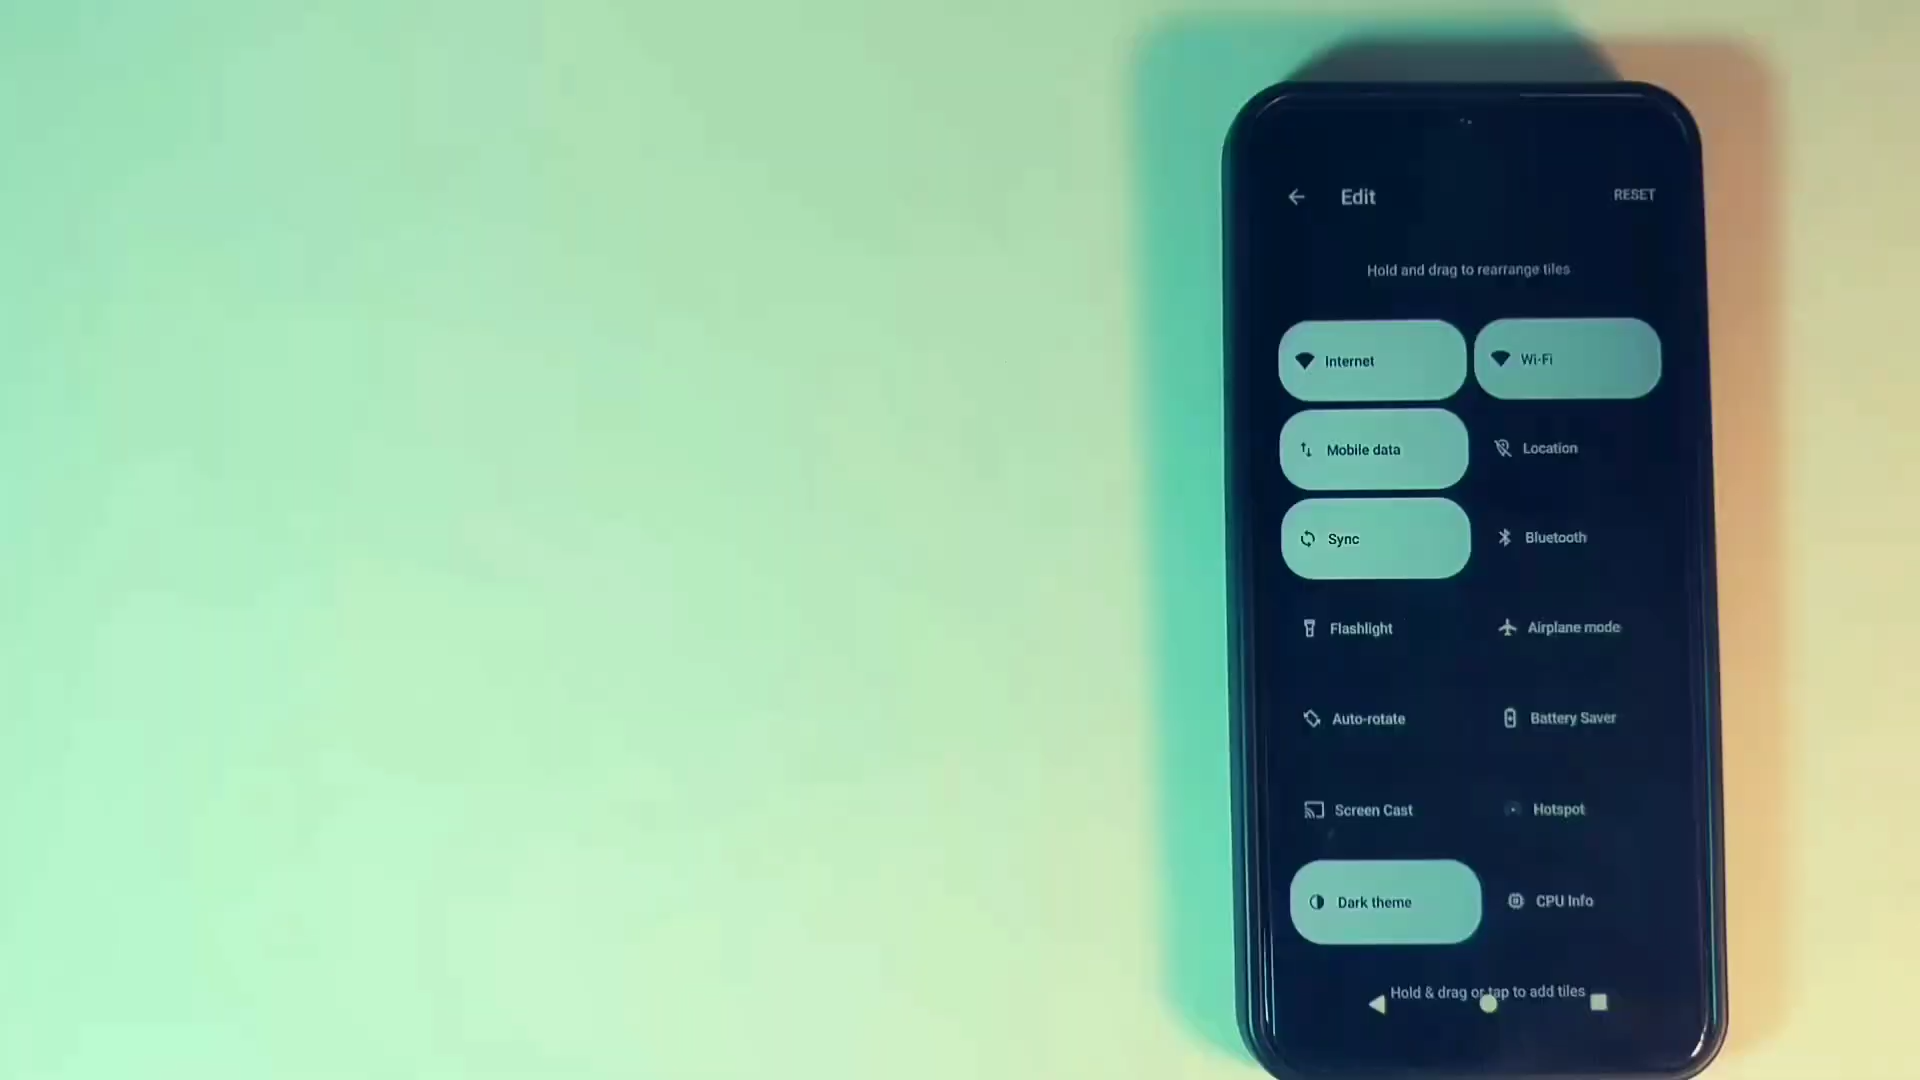 Edit
RESET
Hold and drag to rearrange tiles
Internet
Wi-Fi
Mobile data
Location
Sync
Bluetooth
Flashlight
Airplane mode
Auto-rotate
Battery Saver
Screen Cast
Hotspot
Dark theme
CPU Info
Hold & drag or tap to add tiles